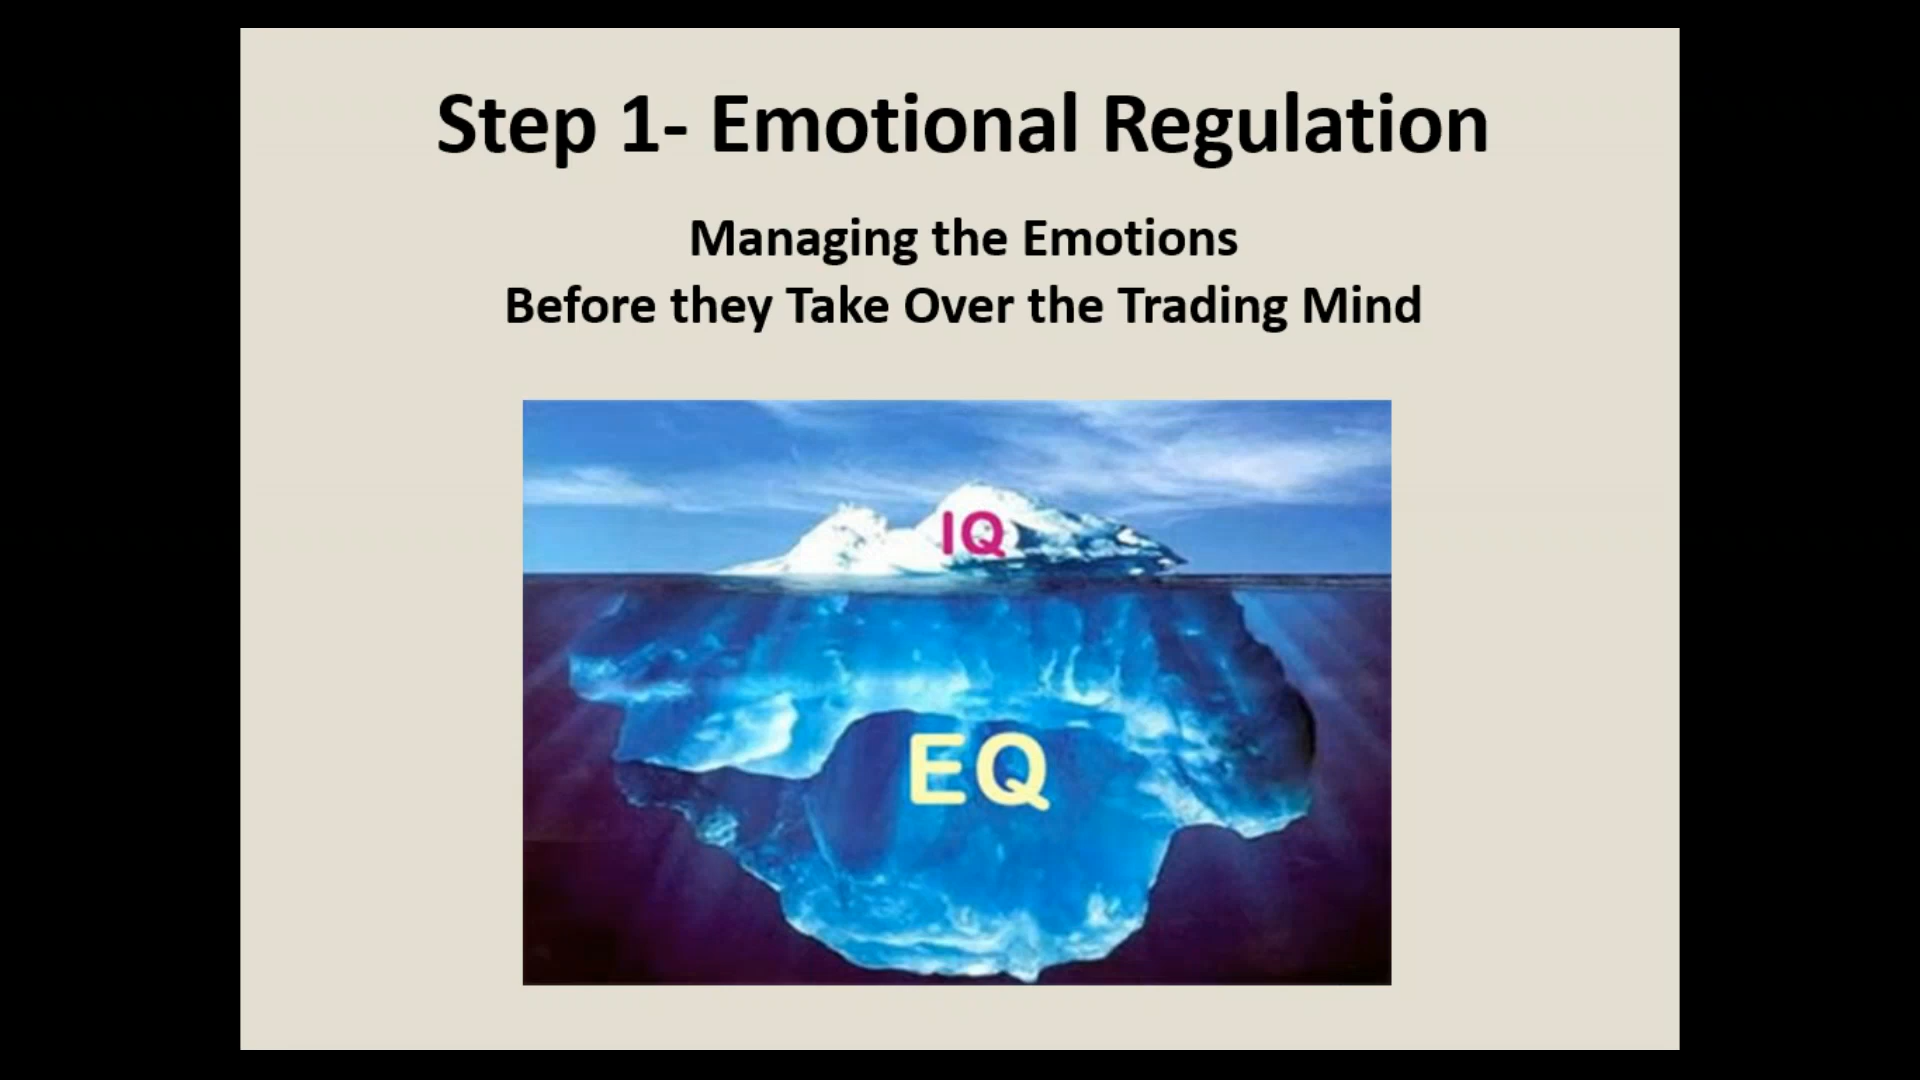 Step 1- Emotional Regulation
Managing the Emotions
Before they Take Over the Trading Mind
IQ
EQ